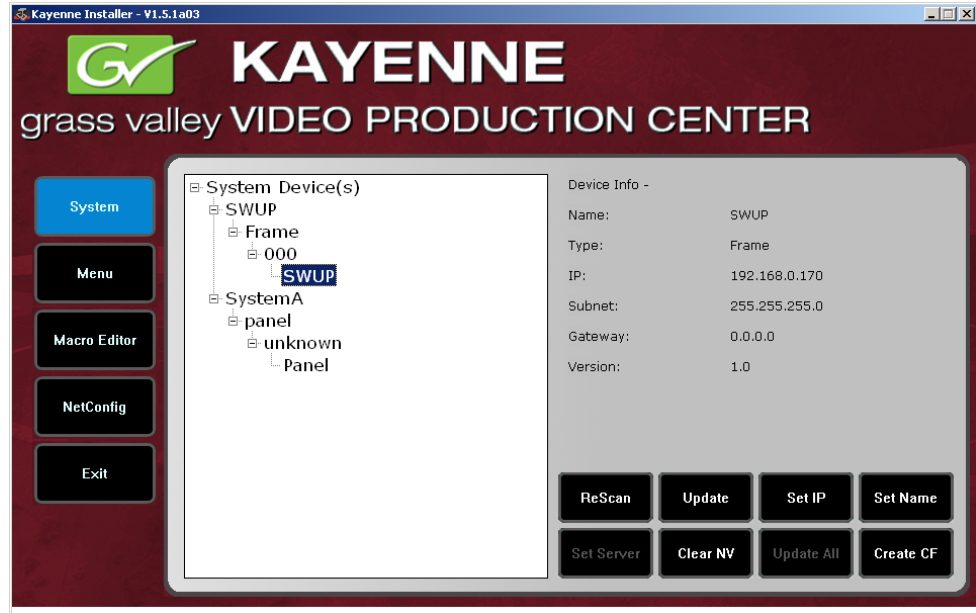 Kayenne Installer - V1.5.1a03
GV KAYENNE
grass valley VIDEO PRODUCTION CENTER
System
Menu
Macro Editor
NetConfig
Exit
System Device(s)
SWUP
Frame
000
SWUP
SystemA
panel
unknown
Panel
Device Info -
Name: SWUP
Type: Frame
IP: 192.168.0.170
Subnet: 255.255.255.0
Gateway: 0.0.0.0
Version: 1.0
ReScan Update Set IP Set Name
Set Server Clear NV Update All Create CF